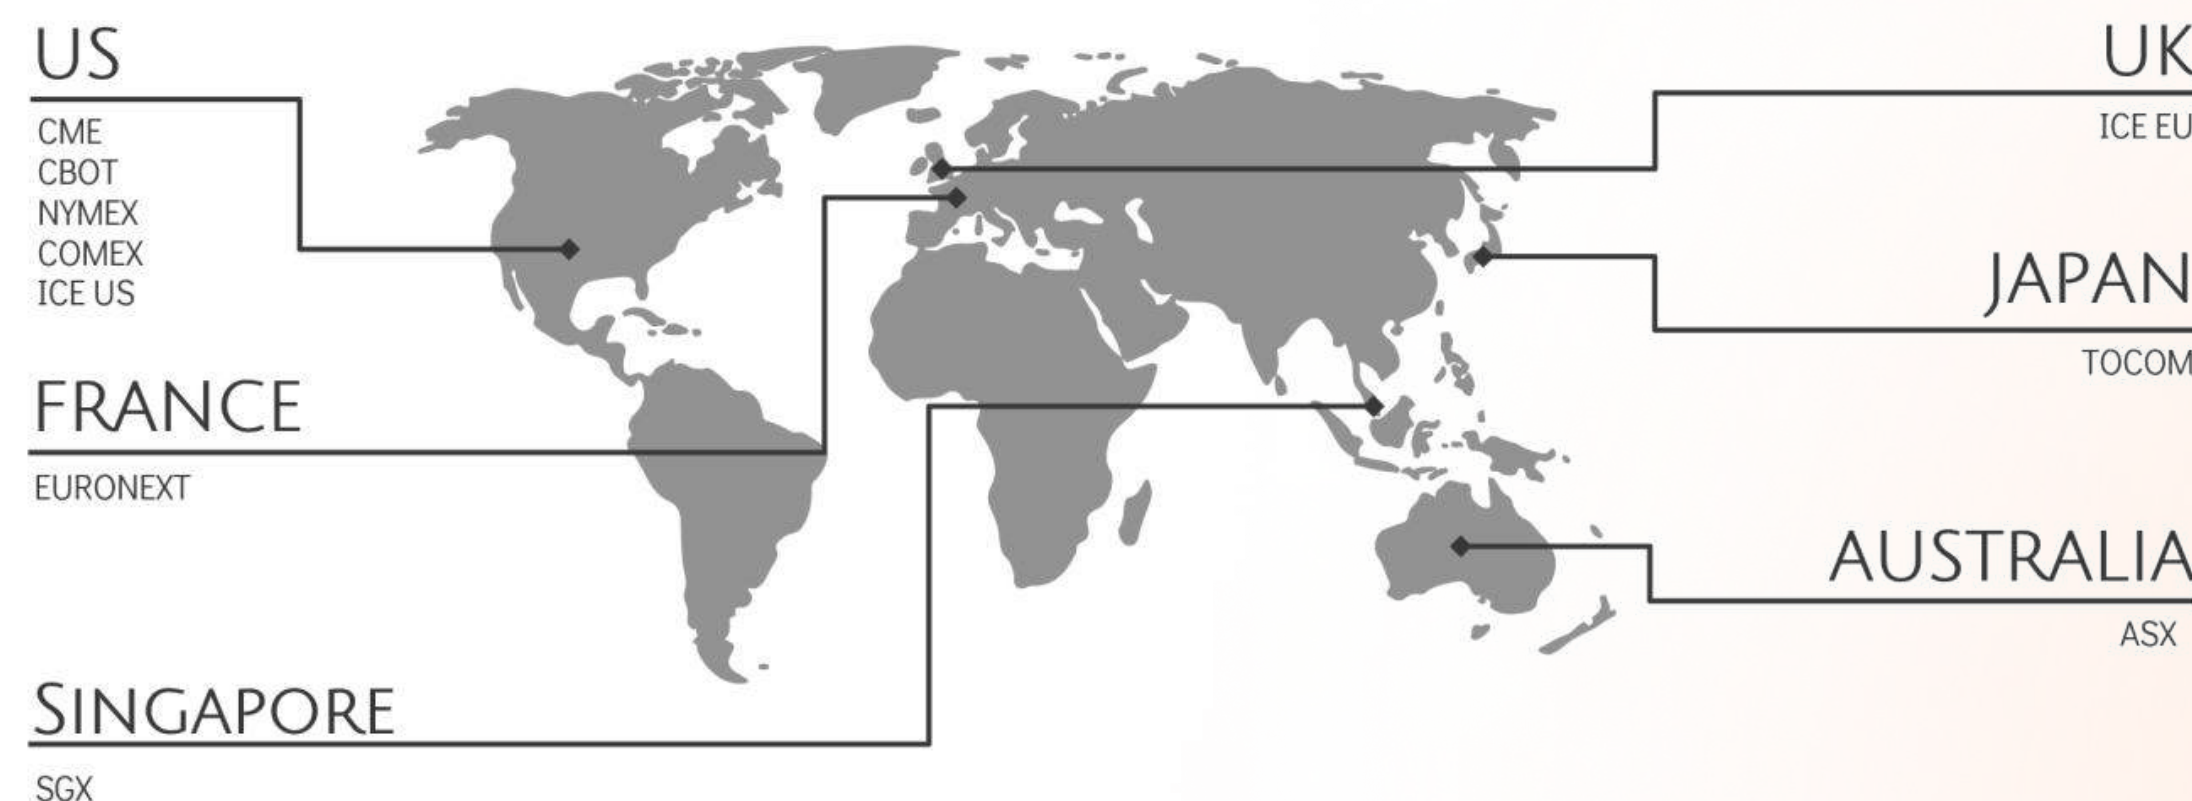 US
CME
CBOT
NYMEX
COMEX
ICE US
FRANCE
EURONEXT
SINGAPORE
SGX
UK
ICE EU
JAPAN
TOCOM
AUSTRALIA
ASX